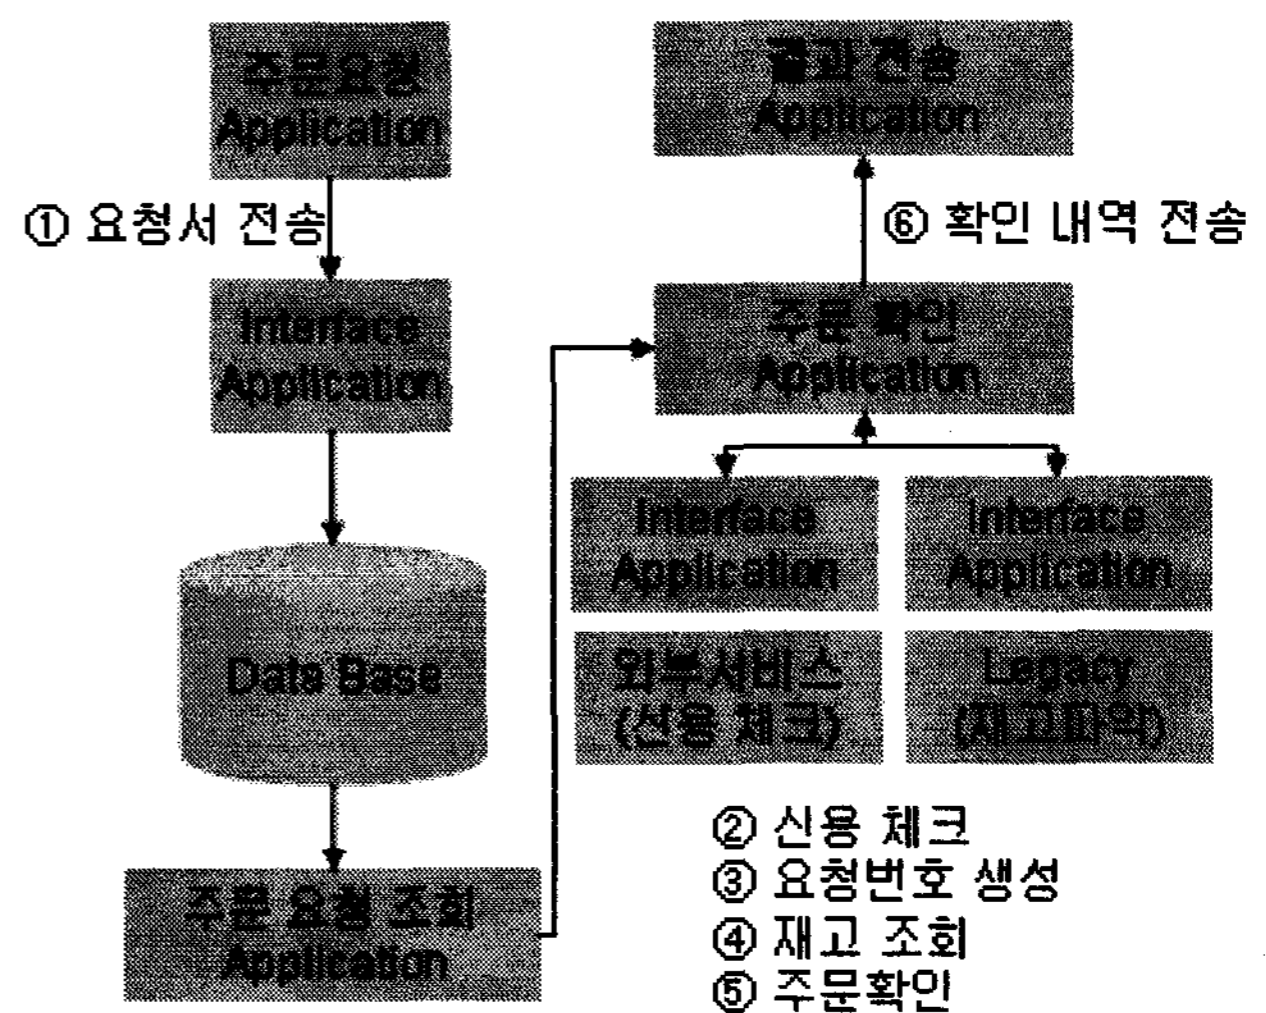 주문요청
Application
① 요청서 전송
Interface
Application
Data Base
주문 요청 조회
Application
결과 전송
Application
⑥ 확인 내역 전송
주문 확인
Application
Interface
Application
Interface
Application
외부서비스
(신용 체크)
Legacy
(재고파악)
② 신용 체크
③ 요청번호 생성
④ 재고 조회
⑤ 주문확인